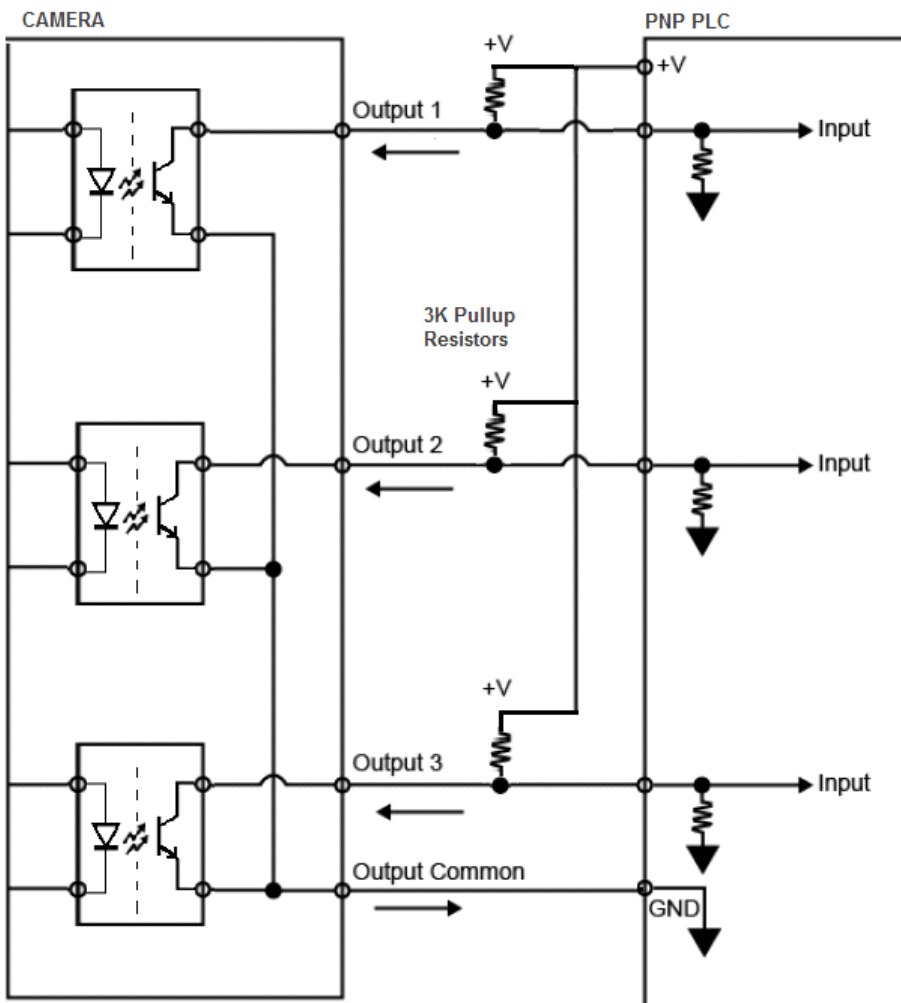 CAMERA
PNP PLC
+V
+V
Output 1
Input
3K Pullup
Resistors
+V
Output 2
Input
+V
Output 3
Input
Output Common
GND